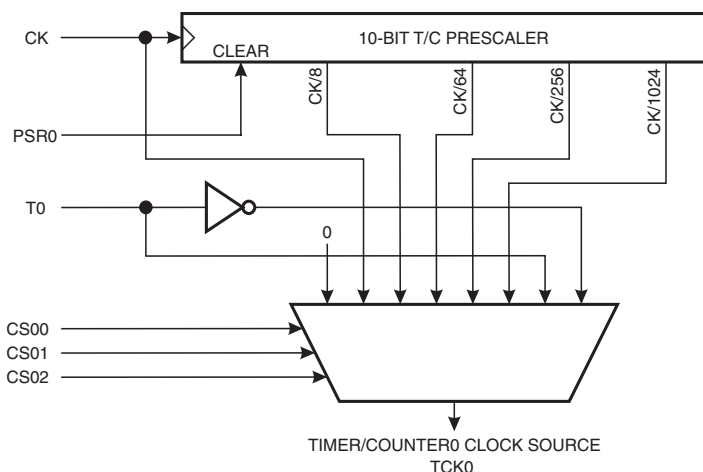 CK
10-BIT T/C PRESCALER
CLEAR
CK/8
CK/64
CK/256
CK/1024
PSR0
T0
0
CS00
CS01
CS02
TIMER/COUNTER0 CLOCK SOURCE
TCK0